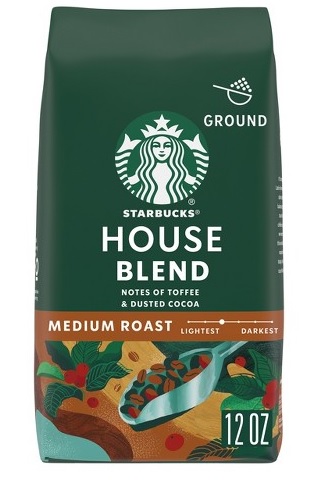 GROUND
STARBUCKS®
HOUSE
BLEND
NOTES OF TOFFEE
& DUSTED COCOA
MEDIUM ROAST
LIGHTEST DARKEST
12 OZ